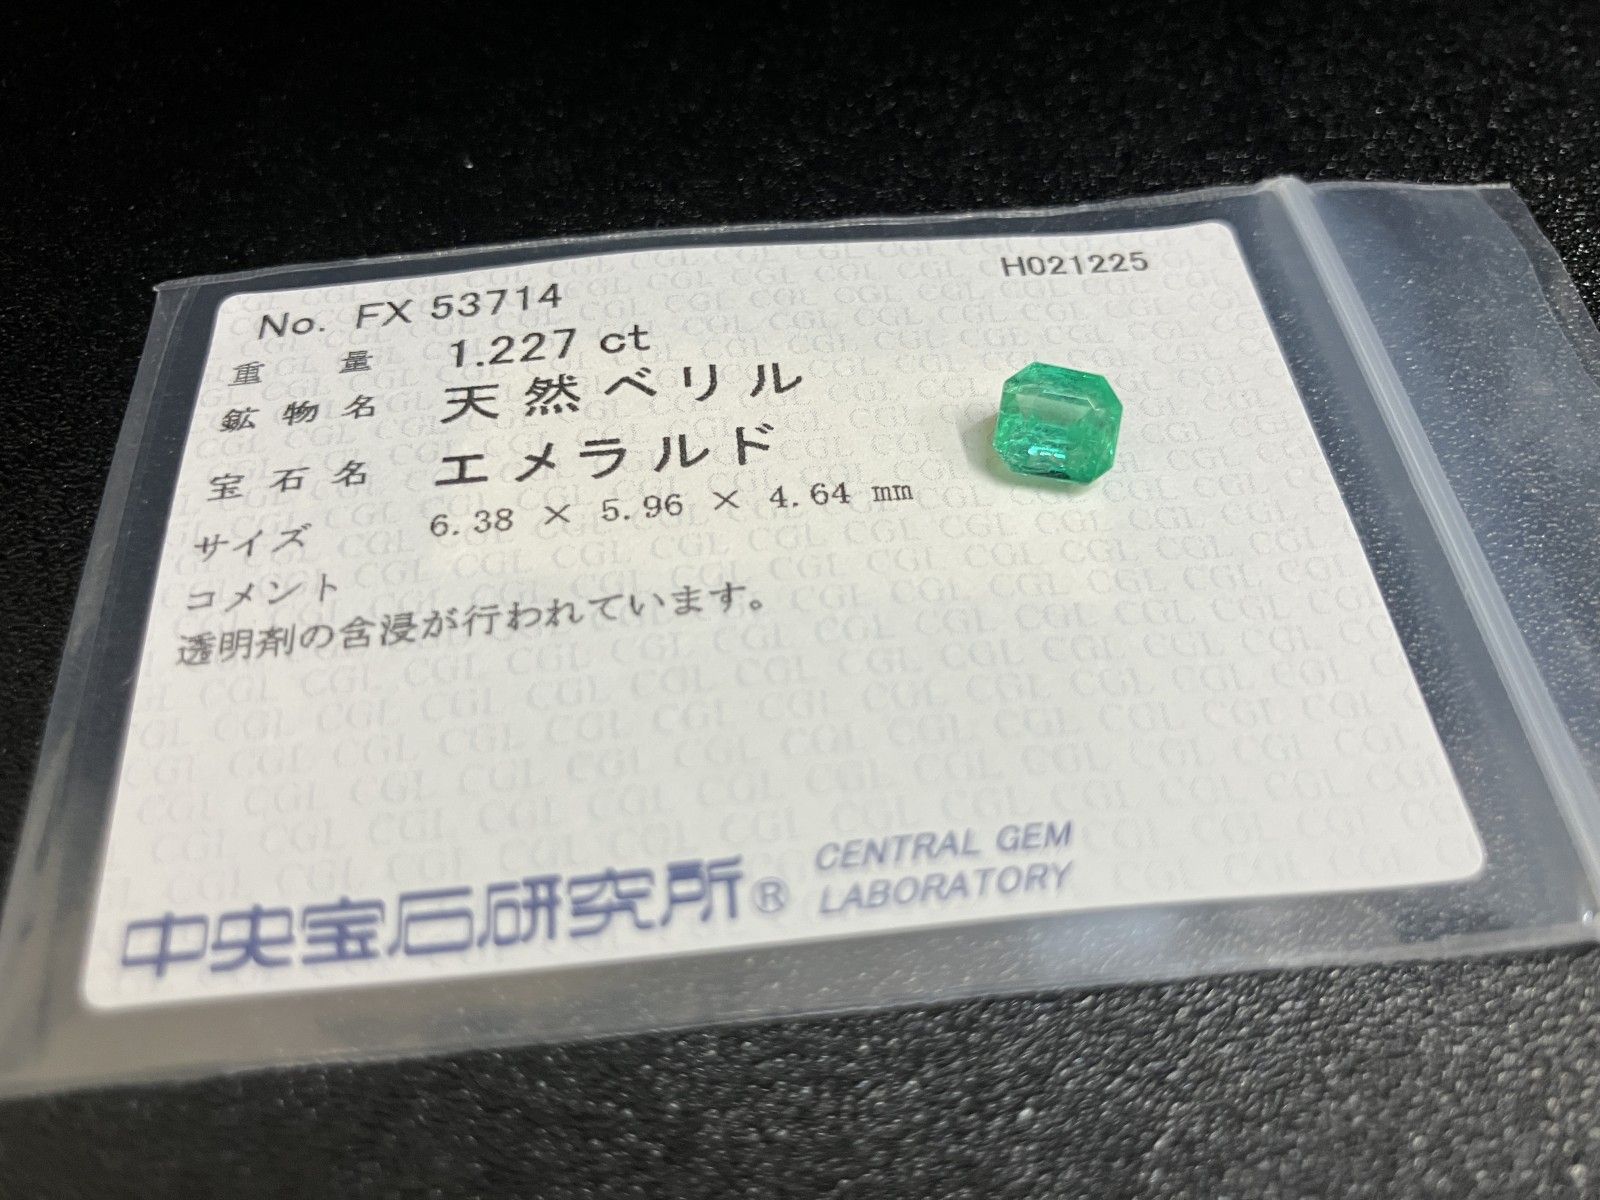 H021225
No. FX 53714
重量 1.227 ct
鉱物名 天然ベリル
宝石名 エメラルド
サイズ 6.38 × 5.96 × 4.64 mm
コメント
透明剤の含浸が行われています。
中央宝石研究所® CENTRAL GEM
LABORATORY